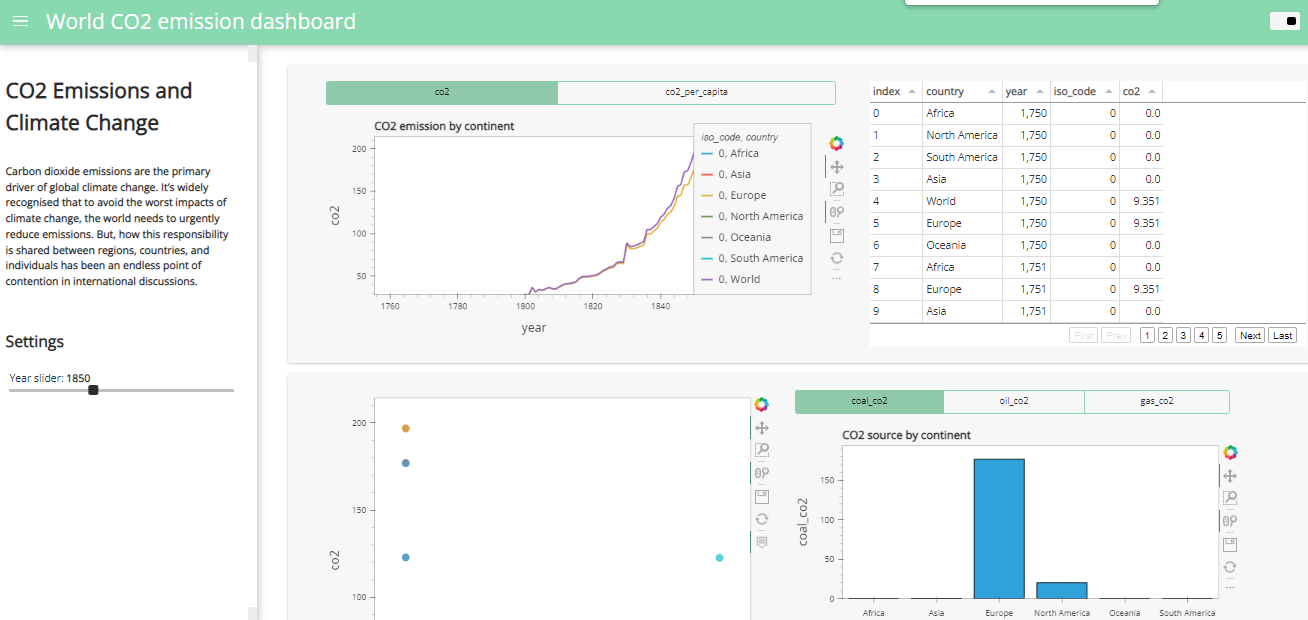 World CO2 emission dashboard
CO2 Emissions and
Climate Change
Carbon dioxide emissions are the primary
driver of global climate change. It's widely
recognised that to avoid the worst impacts of
climate change, the world needs to urgently
reduce emissions. But, how this responsibility
is shared between regions, countries, and
individuals has been an endless point of
contention in international discussions.
Settings
Year slider: 1850
co2 co2_per_capita
CO2 emission by continent
200
150
100
50
co2
1760 1780 1800 1820 1840
year
iso_code, country
0, Africa
0, Asia
0, Europe
0, North America
0, Oceania
0, South America
0, World
index country year iso_code co2
0 Africa 1,750 0 0.0
1 North America 1,750 0 0.0
2 South America 1,750 0 0.0
3 Asia 1,750 0 0.0
4 World 1,750 0 9.351
5 Europe 1,750 0 9.351
6 Oceania 1,750 0 0.0
7 Africa 1,751 0 0.0
8 Europe 1,751 0 9.351
9 Asia 1,751 0 0.0
First Prev 1 2 3 4 5 Next Last
200
150
100
co2
coal_co2 oil_co2 gas_co2
CO2 source by continent
150
100
50
0
coal_co2
Africa Asia Europe North America Oceania South America